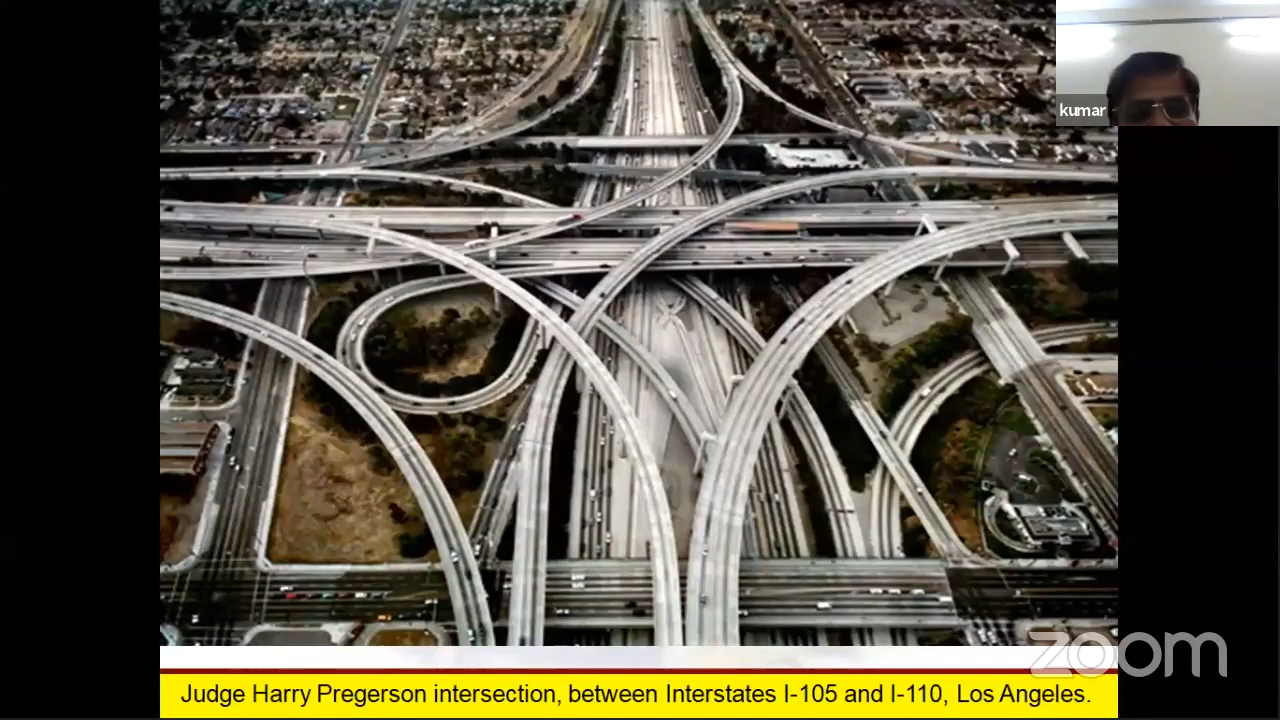 kumar
zoom
Judge Harry Pregerson intersection, between Interstates I-105 and I-110, Los Angeles.